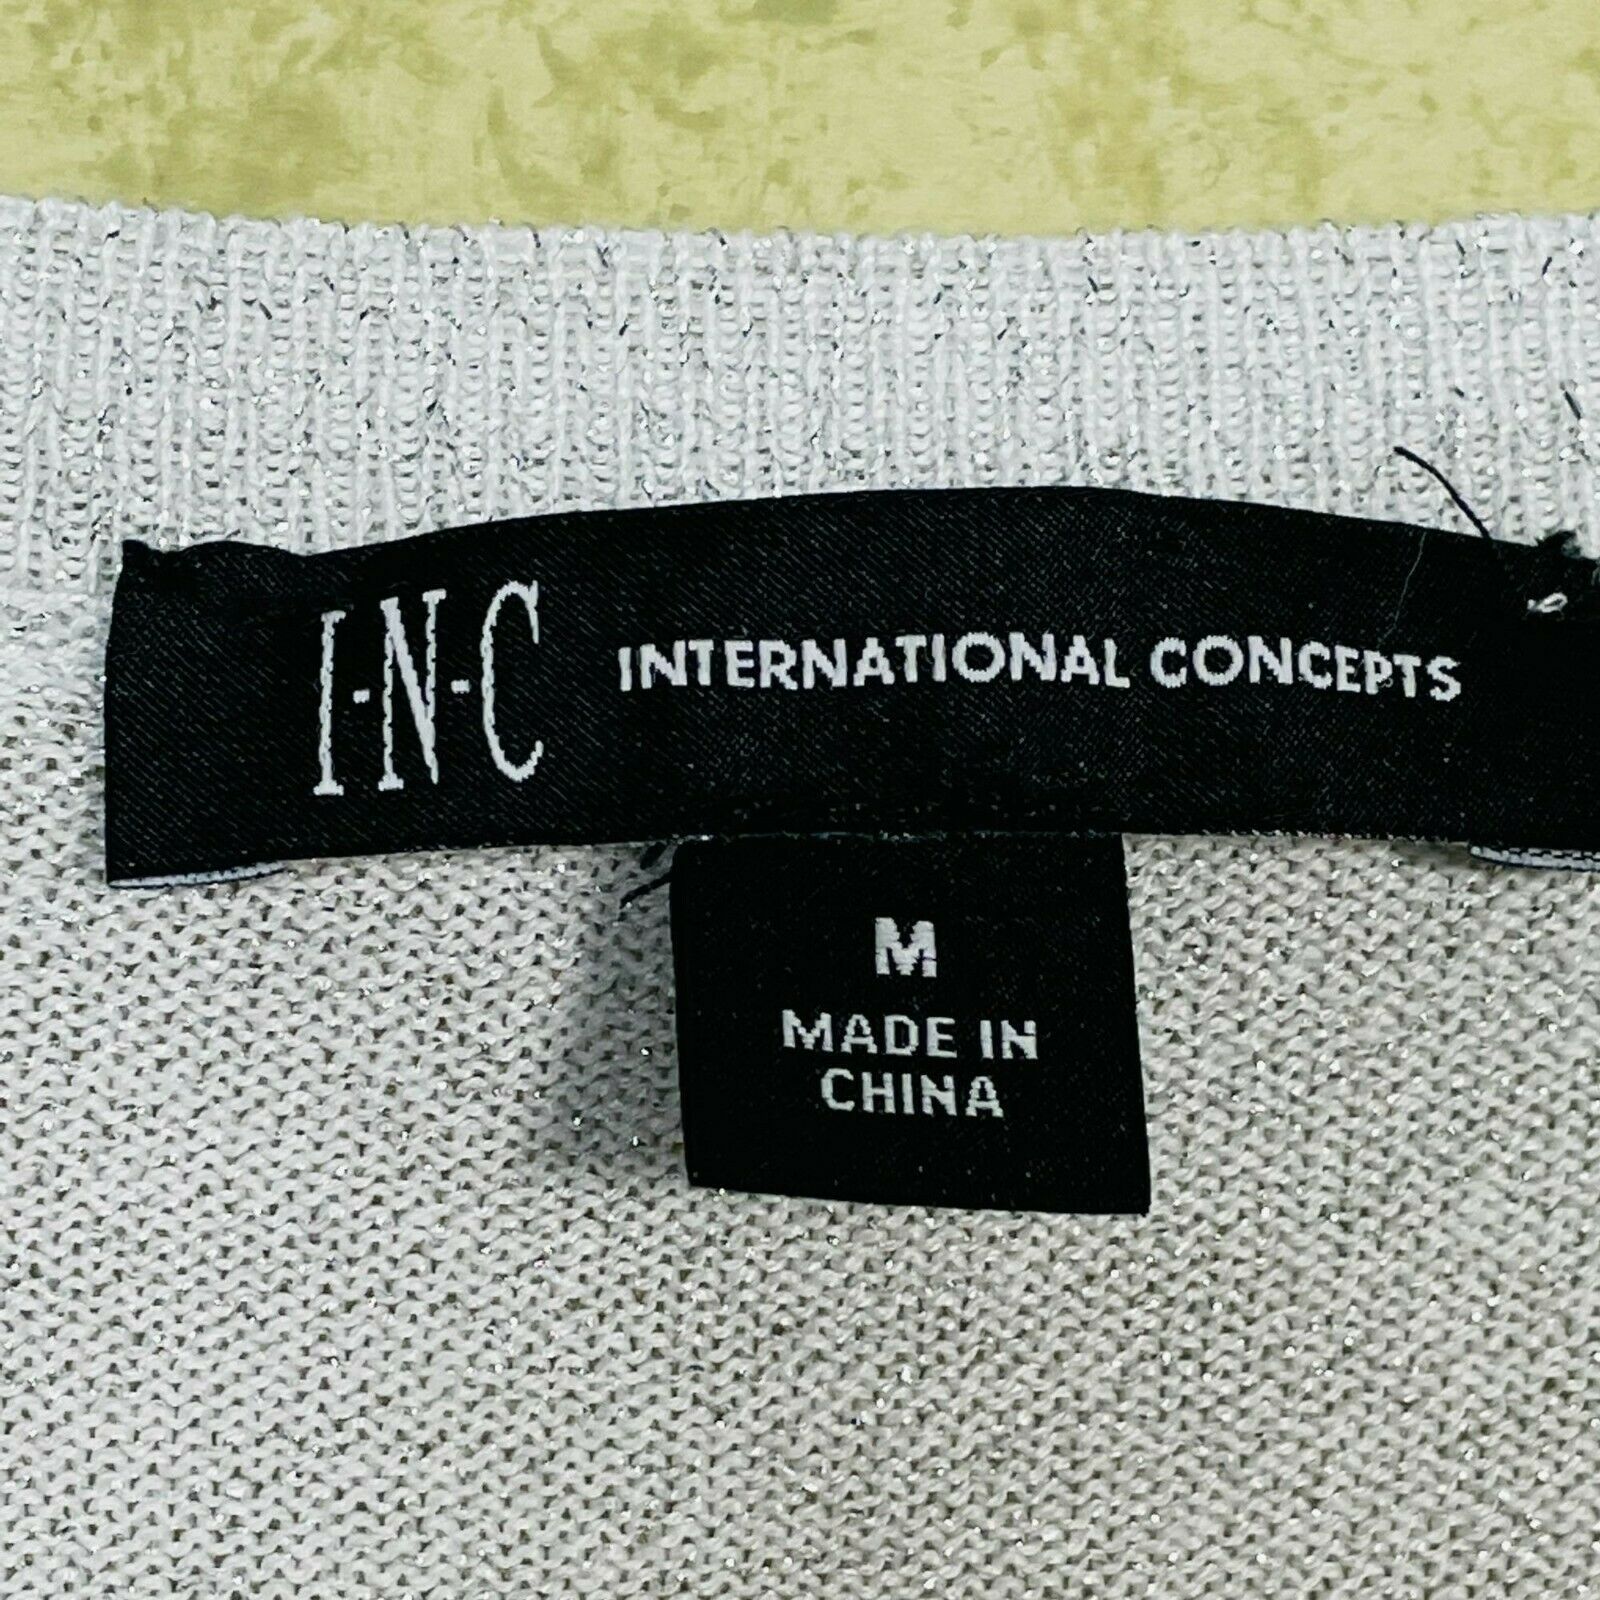 I-N-C INTERNATIONAL CONCEPTS
M
MADE IN
CHINA